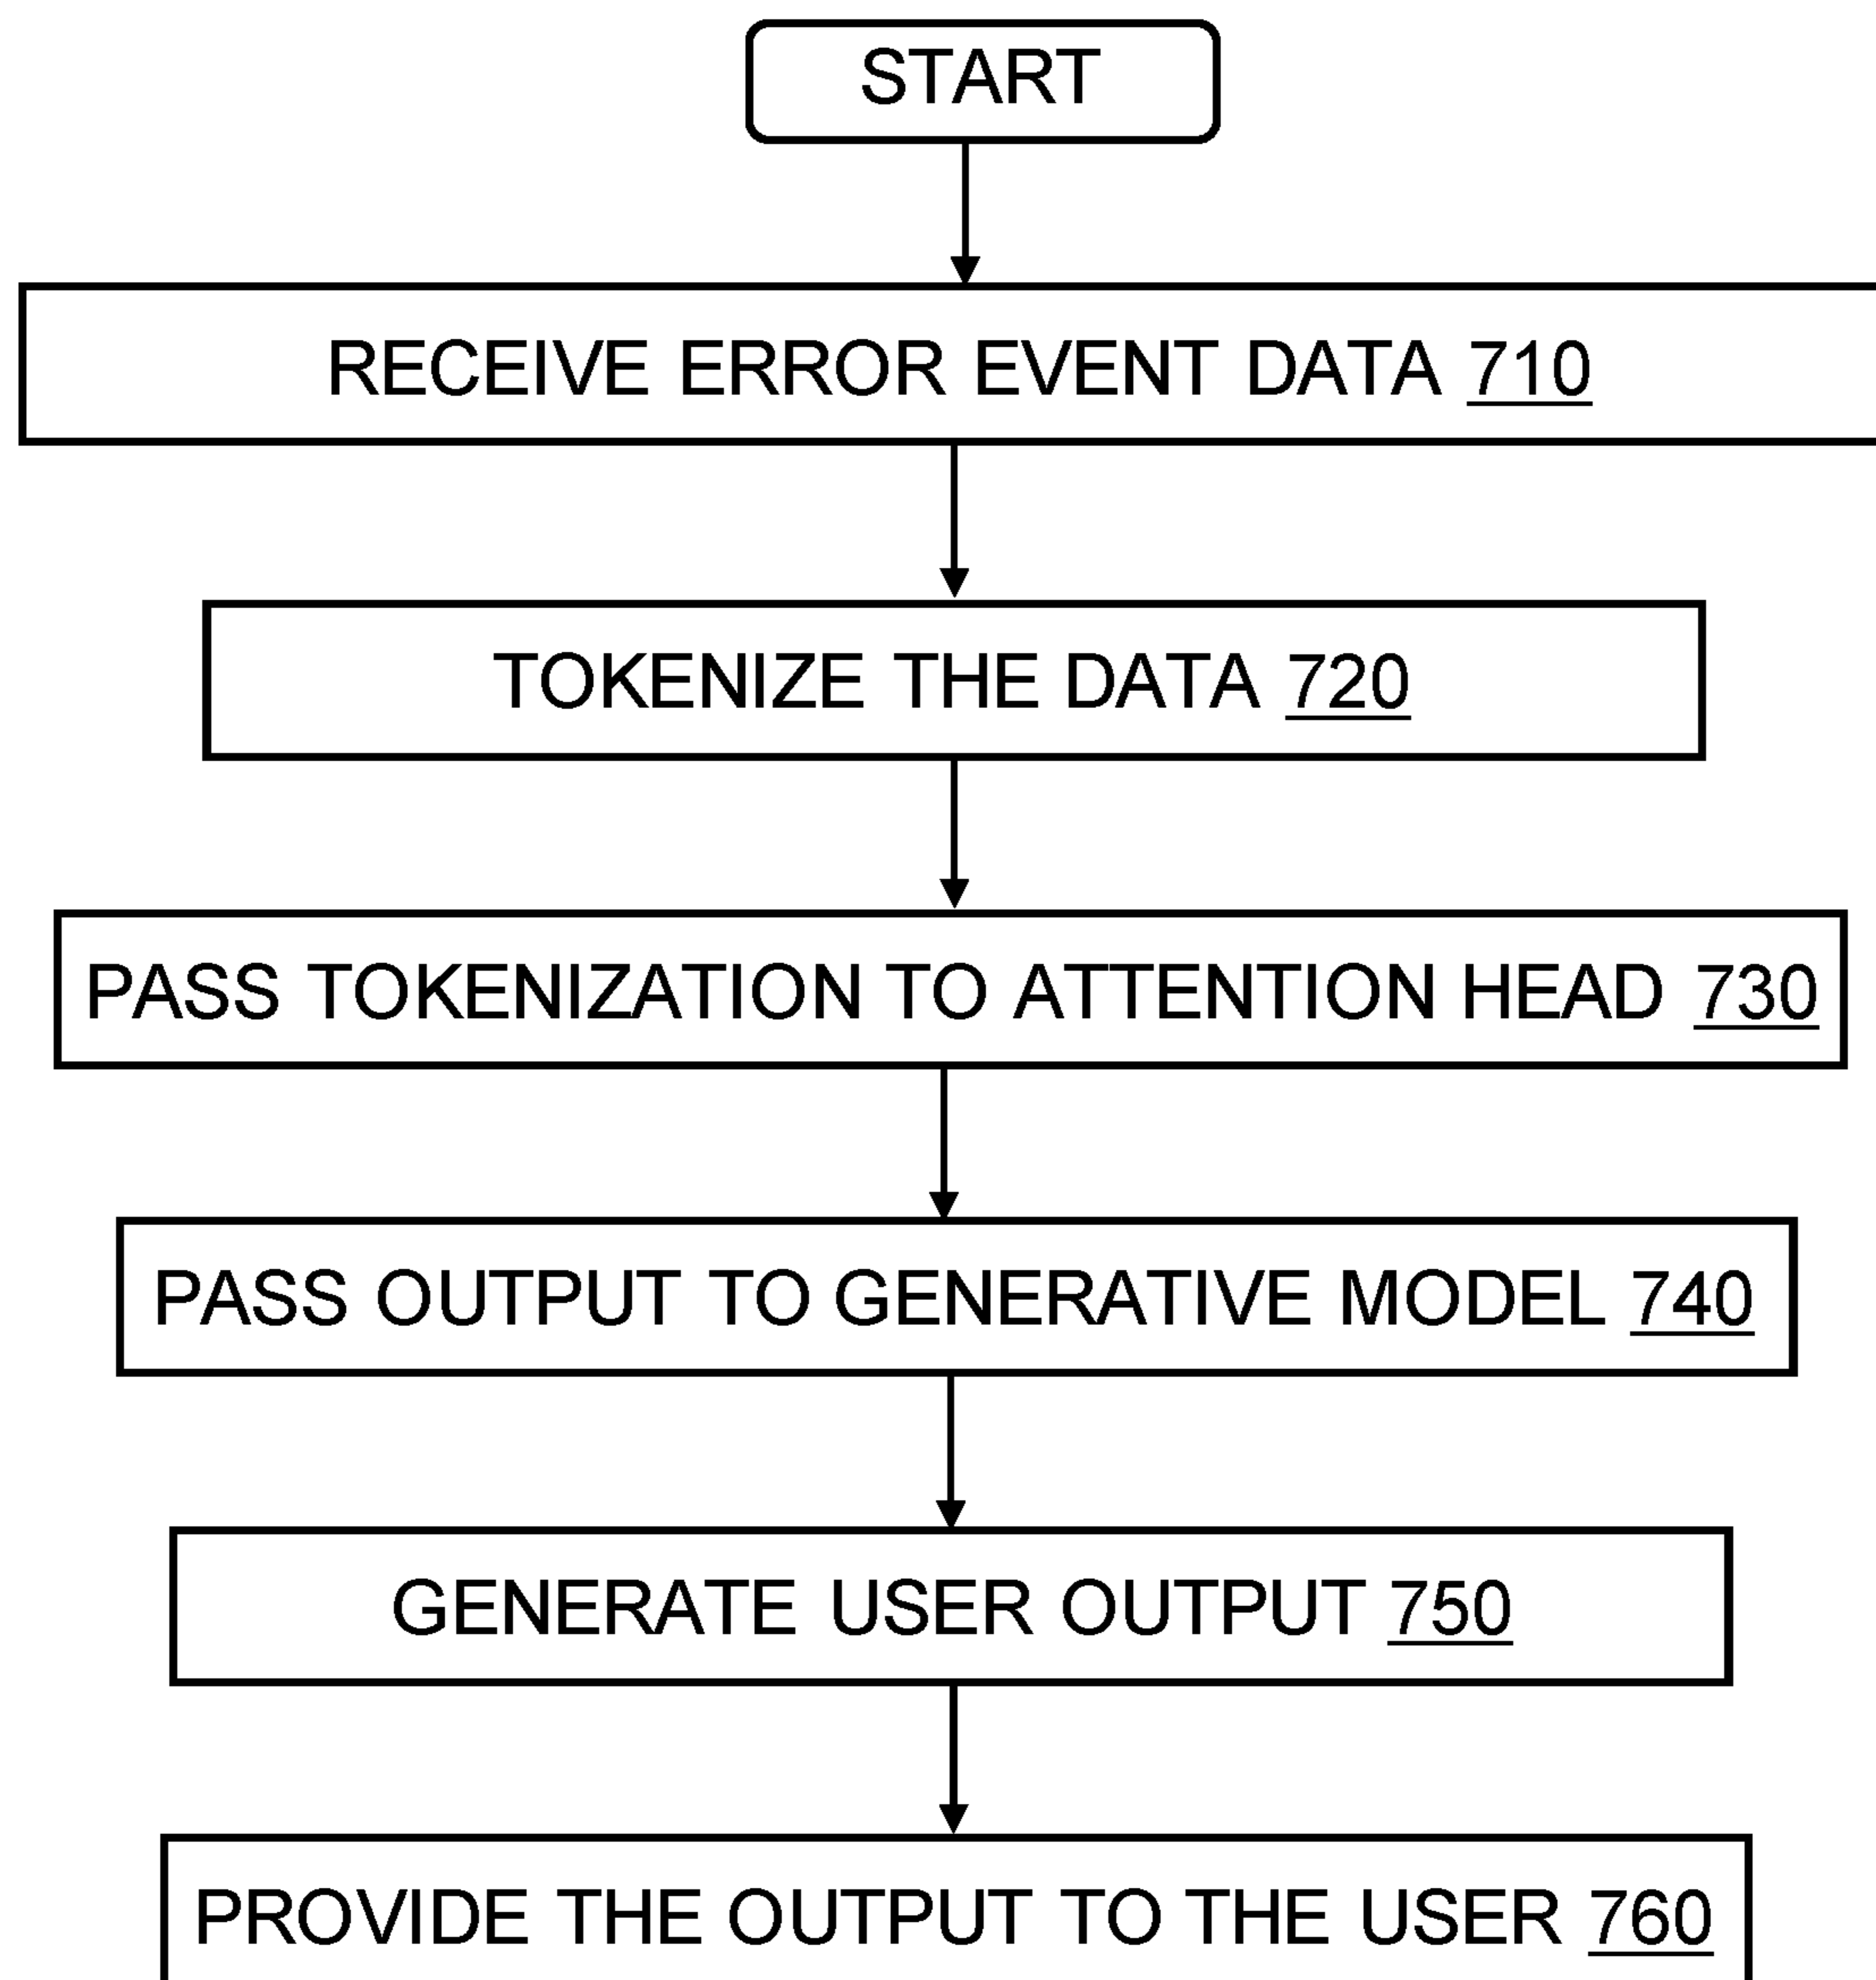 START
RECEIVE ERROR EVENT DATA 710
TOKENIZE THE DATA 720
PASS TOKENIZATION TO ATTENTION HEAD 730
PASS OUTPUT TO GENERATIVE MODEL 740
GENERATE USER OUTPUT 750
PROVIDE THE OUTPUT TO THE USER 760